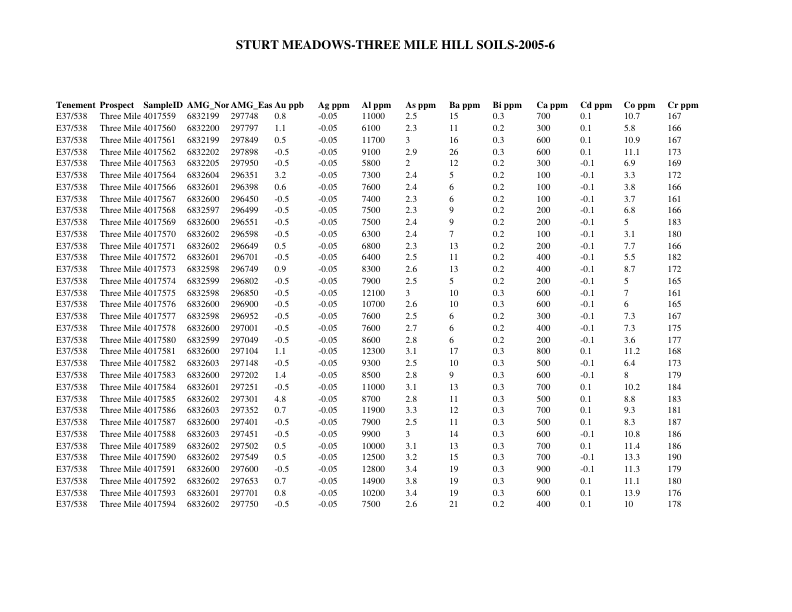 STURT MEADOWS-THREE MILE HILL SOILS-2005-6
Tenement Prospect SampleID AMG_Nor AMG_Eas Au ppb Ag ppm Al ppm As ppm Ba ppm Bi ppm Ca ppm Cd ppm Co ppm Cr ppm
E37/538 Three Mile 4017559 6832199 297748 0.8 -0.05 11000 2.5 15 0.3 700 0.1 10.7 167
E37/538 Three Mile 4017560 6832200 297797 1.1 -0.05 6100 2.3 11 0.2 300 0.1 5.8 166
E37/538 Three Mile 4017561 6832199 297849 0.5 -0.05 11700 3 16 0.3 600 0.1 10.9 167
E37/538 Three Mile 4017562 6832202 297898 -0.5 -0.05 9100 2.9 26 0.3 600 0.1 11.1 173
E37/538 Three Mile 4017563 6832205 297950 -0.5 -0.05 5800 2 12 0.2 300 -0.1 6.9 169
E37/538 Three Mile 4017564 6832604 296351 3.2 -0.05 7300 2.4 5 0.2 100 -0.1 3.3 172
E37/538 Three Mile 4017566 6832601 296398 0.6 -0.05 7600 2.4 6 0.2 100 -0.1 3.8 166
E37/538 Three Mile 4017567 6832600 296450 -0.5 -0.05 7400 2.3 6 0.2 100 -0.1 3.7 161
E37/538 Three Mile 4017568 6832597 296499 -0.5 -0.05 7500 2.3 9 0.2 200 -0.1 6.8 166
E37/538 Three Mile 4017569 6832600 296551 -0.5 -0.05 7500 2.4 9 0.2 200 -0.1 5 183
E37/538 Three Mile 4017570 6832602 296598 -0.5 -0.05 6300 2.4 7 0.2 100 -0.1 3.1 180
E37/538 Three Mile 4017571 6832602 296649 0.5 -0.05 6800 2.3 13 0.2 200 -0.1 7.7 166
E37/538 Three Mile 4017572 6832601 296701 -0.5 -0.05 6400 2.5 11 0.2 400 -0.1 5.5 182
E37/538 Three Mile 4017573 6832598 296749 0.9 -0.05 8300 2.6 13 0.2 400 -0.1 8.7 172
E37/538 Three Mile 4017574 6832599 296802 -0.5 -0.05 7900 2.5 5 0.2 200 -0.1 5 165
E37/538 Three Mile 4017575 6832598 296850 -0.5 -0.05 12100 3 10 0.3 600 -0.1 7 161
E37/538 Three Mile 4017576 6832600 296900 -0.5 -0.05 10700 2.6 10 0.3 600 -0.1 6 165
E37/538 Three Mile 4017577 6832598 296952 -0.5 -0.05 7600 2.5 6 0.2 300 -0.1 7.3 167
E37/538 Three Mile 4017578 6832600 297001 -0.5 -0.05 7600 2.7 6 0.2 400 -0.1 7.3 175
E37/538 Three Mile 4017580 6832599 297049 -0.5 -0.05 8600 2.8 6 0.2 200 -0.1 3.6 177
E37/538 Three Mile 4017581 6832600 297104 1.1 -0.05 12300 3.1 17 0.3 800 0.1 11.2 168
E37/538 Three Mile 4017582 6832603 297148 -0.5 -0.05 9300 2.5 10 0.3 500 -0.1 6.4 173
E37/538 Three Mile 4017583 6832600 297202 1.4 -0.05 8500 2.8 9 0.3 600 -0.1 8 179
E37/538 Three Mile 4017584 6832601 297251 -0.5 -0.05 11000 3.1 13 0.3 700 0.1 10.2 184
E37/538 Three Mile 4017585 6832602 297301 4.8 -0.05 8700 2.8 11 0.3 500 0.1 8.8 183
E37/538 Three Mile 4017586 6832603 297352 0.7 -0.05 11900 3.3 12 0.3 700 0.1 9.3 181
E37/538 Three Mile 4017587 6832600 297401 -0.5 -0.05 7900 2.5 11 0.3 500 0.1 8.3 187
E37/538 Three Mile 4017588 6832603 297451 -0.5 -0.05 9900 3 14 0.3 600 -0.1 10.8 186
E37/538 Three Mile 4017589 6832602 297502 0.5 -0.05 10000 3.1 13 0.3 700 0.1 11.4 186
E37/538 Three Mile 4017590 6832602 297549 0.5 -0.05 12500 3.2 15 0.3 700 -0.1 13.3 190
E37/538 Three Mile 4017591 6832600 297600 -0.5 -0.05 12800 3.4 19 0.3 900 -0.1 11.3 179
E37/538 Three Mile 4017592 6832602 297653 0.7 -0.05 14900 3.8 19 0.3 900 0.1 11.1 180
E37/538 Three Mile 4017593 6832601 297701 0.8 -0.05 10200 3.4 19 0.3 600 0.1 13.9 176
E37/538 Three Mile 4017594 6832602 297750 -0.5 -0.05 7500 2.6 21 0.2 400 0.1 10 178